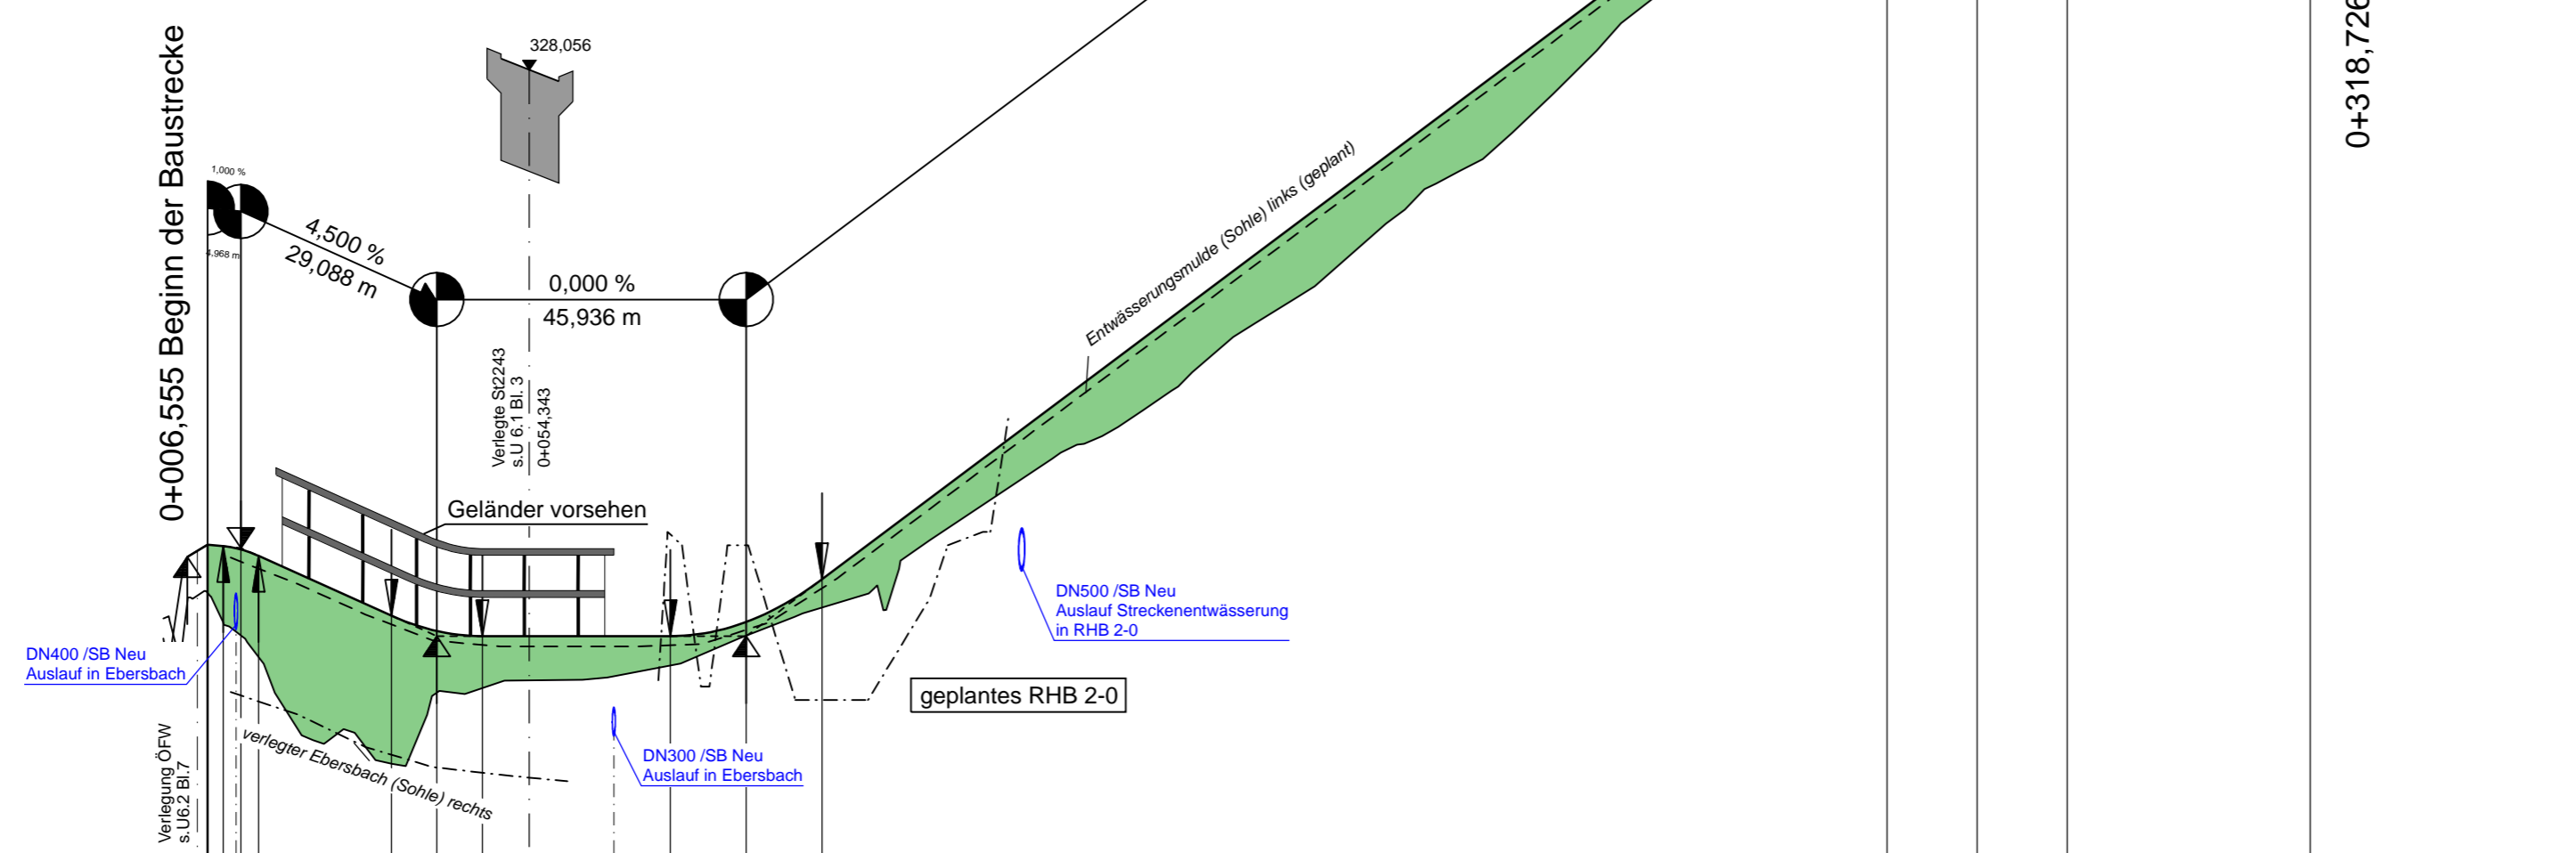 0+006,555 Beginn der Baustrecke
1,000 %
4,968 m
4,500 %
29,088 m
328,056
0,000 %
45,936 m
Verlegte St2243
s.U 6.1 Bl. 3
0+054,343
Geländer vorsehen
Entwässerungsmulde (Sohle) links (geplant)
0+318,726
DN400 /SB Neu
Auslauf in Ebersbach
DN500 /SB Neu
Auslauf Streckenentwässerung
in RHB 2-0
geplantes RHB 2-0
verlegter Ebersbach (Sohle) rechts
DN300 /SB Neu
Auslauf in Ebersbach
Verlegung ÖFW
s.U6.2 Bl.7